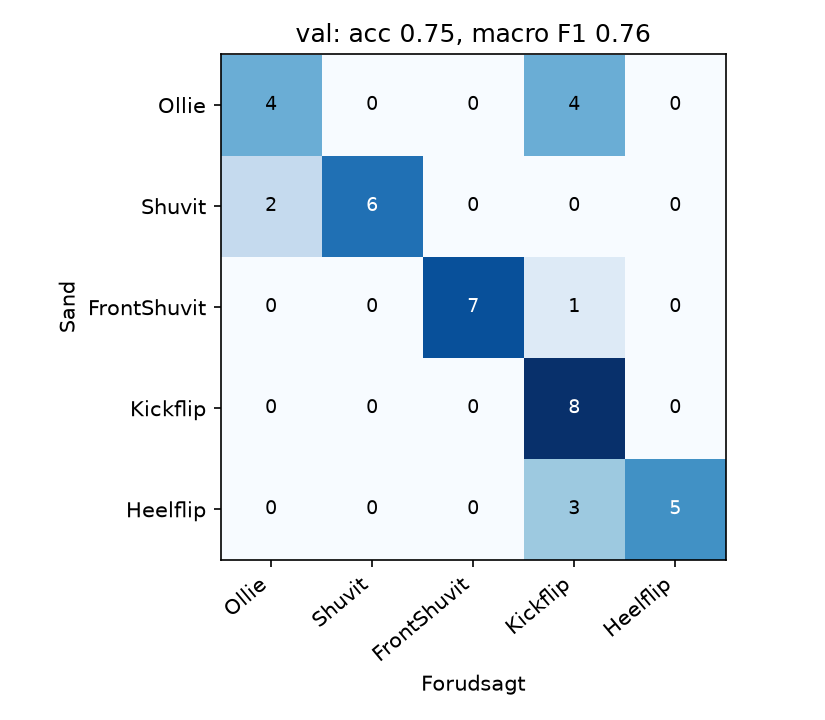 val: acc 0.75, macro F1 0.76
Ollie 4 0 0 4 0
Shuvit 2 6 0 0 0
FrontShuvit 0 0 7 1 0
Kickflip 0 0 0 8 0
Heelflip 0 0 0 3 5
Sand
Ollie Shuvit FrontShuvit Kickflip Heelflip
Forudsagt